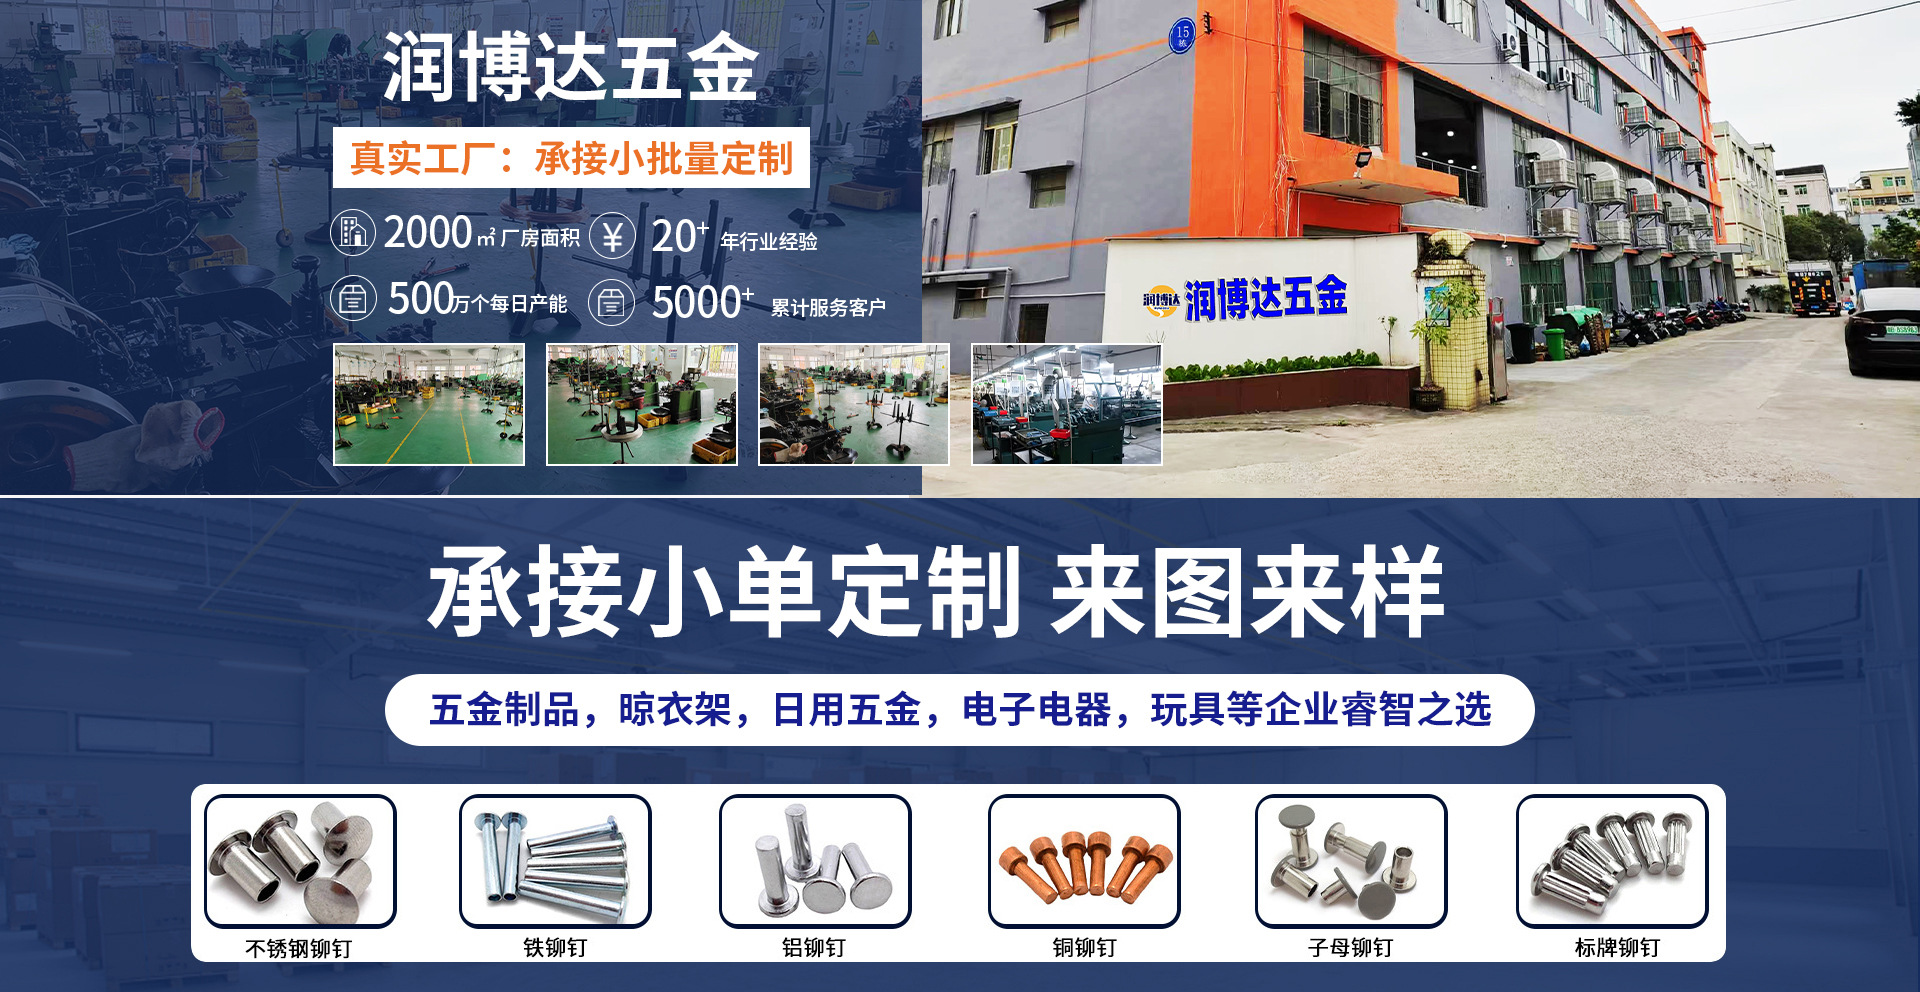 润博达五金
真实工厂：承接小批量定制
2000㎡厂房面积
20+ 年行业经验
500万个每日产能
5000+ 累计服务客户
15
栋
润博达 润博达五金
承接小单定制 来图来样
五金制品，晾衣架，日用五金，电子电器，玩具等企业睿智之选
不锈钢铆钉
铁铆钉
铝铆钉
铜铆钉
子母铆钉
标牌铆钉